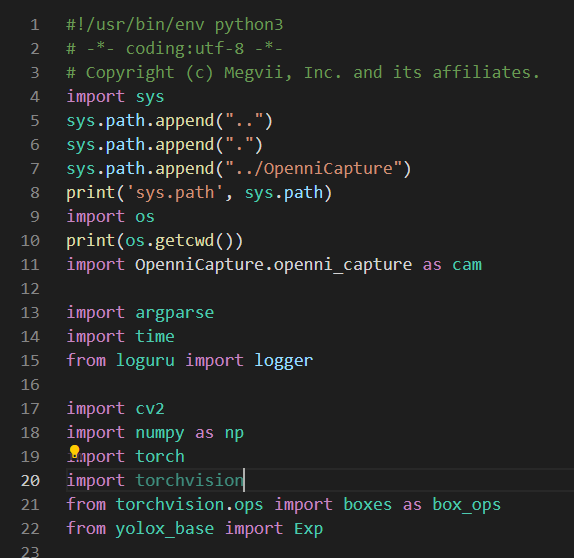 1 #!/usr/bin/env python3
2 # -*- coding:utf-8 -*-
3 # Copyright (c) Megvii, Inc. and its affiliates.
4 import sys
5 sys.path.append("..")
6 sys.path.append(".")
7 sys.path.append("../OpenniCapture")
8 print('sys.path', sys.path)
9 import os
10 print(os.getcwd())
11 import OpenniCapture.openni_capture as cam
12
13 import argparse
14 import time
15 from loguru import logger
16
17 import cv2
18 import numpy as np
19 import torch
20 import torchvision
21 from torchvision.ops import boxes as box_ops
22 from yolox_base import Exp
23